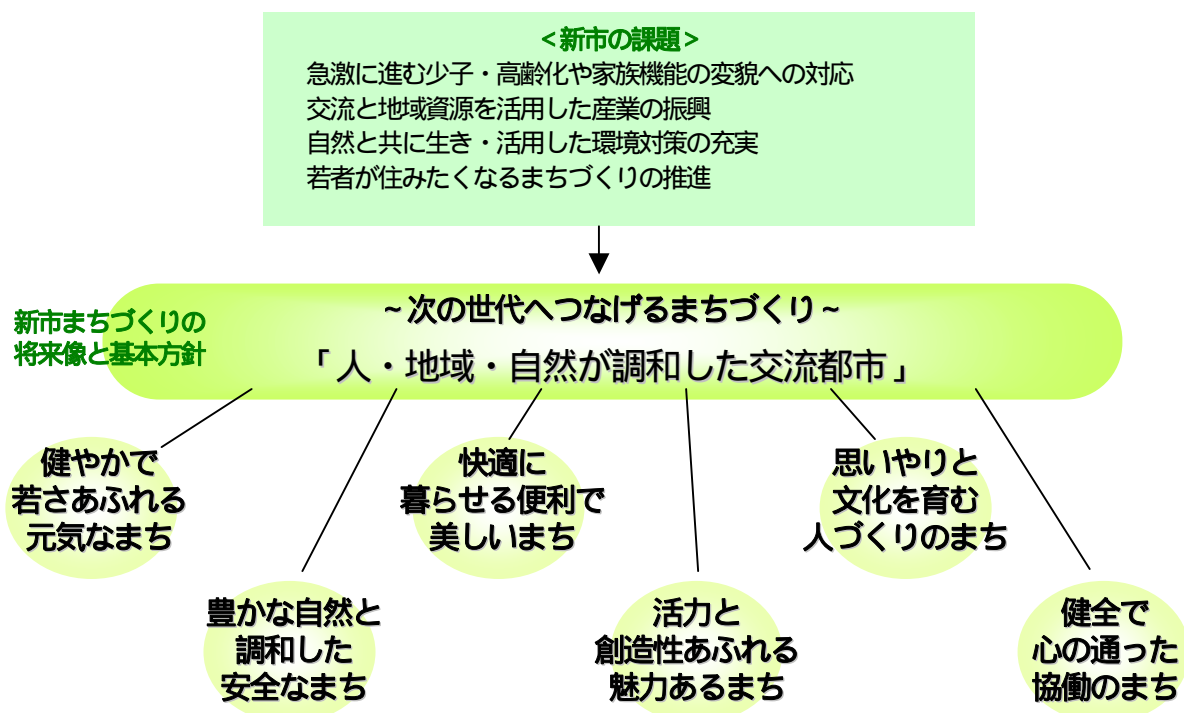 <新市の課題>
急激に進む少子・高齢化や家族機能の変貌への対応
交流と地域資源を活用した産業の振興
自然と共に生き・活用した環境対策の充実
若者が住みたくなるまちづくりの推進
新市まちづくりの
将来像と基本方針
~次の世代へつなげるまちづくり~
「人・地域・自然が調和した交流都市」
健やかで
若さあふれる
元気なまち
豊かな自然と
調和した
安全なまち
快適に
暮らせる便利で
美しいまち
活力と
創造性あふれる
魅力あるまち
思いやりと
文化を育む
人づくりのまち
健全で
心の通った
協働のまち